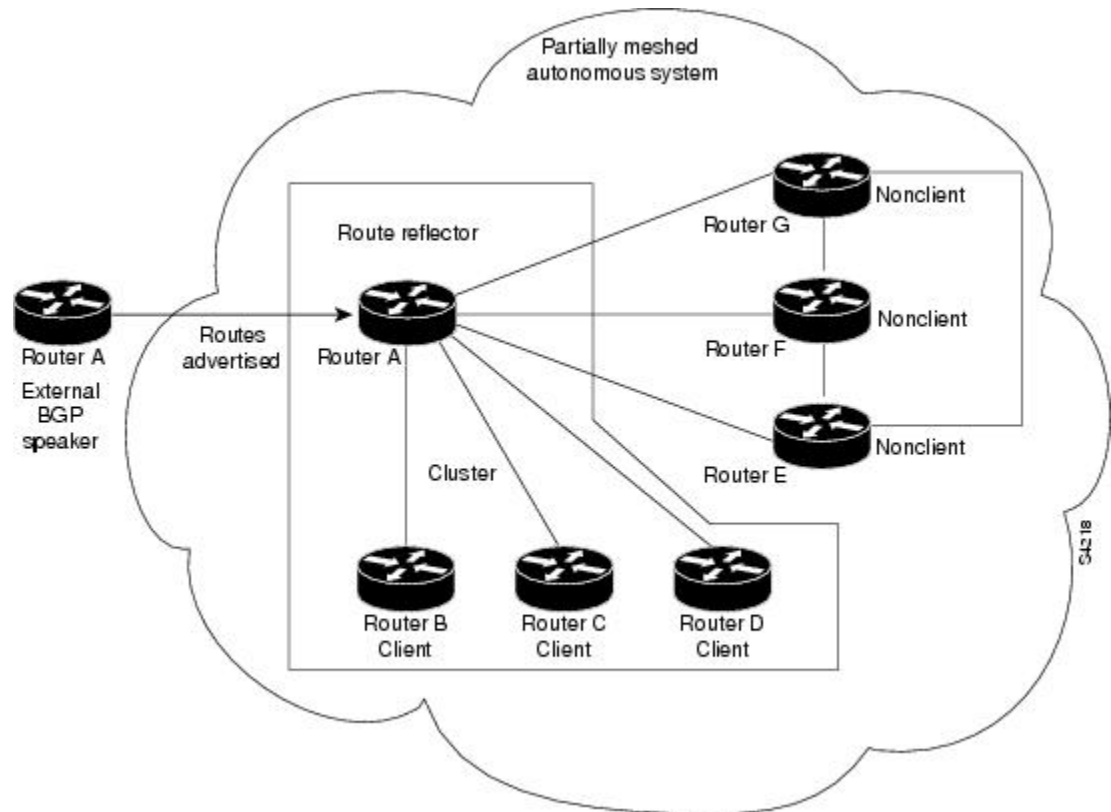 Partially meshed
autonomous system
Nonclient
Router G
Route reflector
Nonclient
Router F
Router A
Routes
advertised
Router A
External
BGP
speaker
Nonclient
Router E
Cluster
S4218
Router B
Client
Router C
Client
Router D
Client